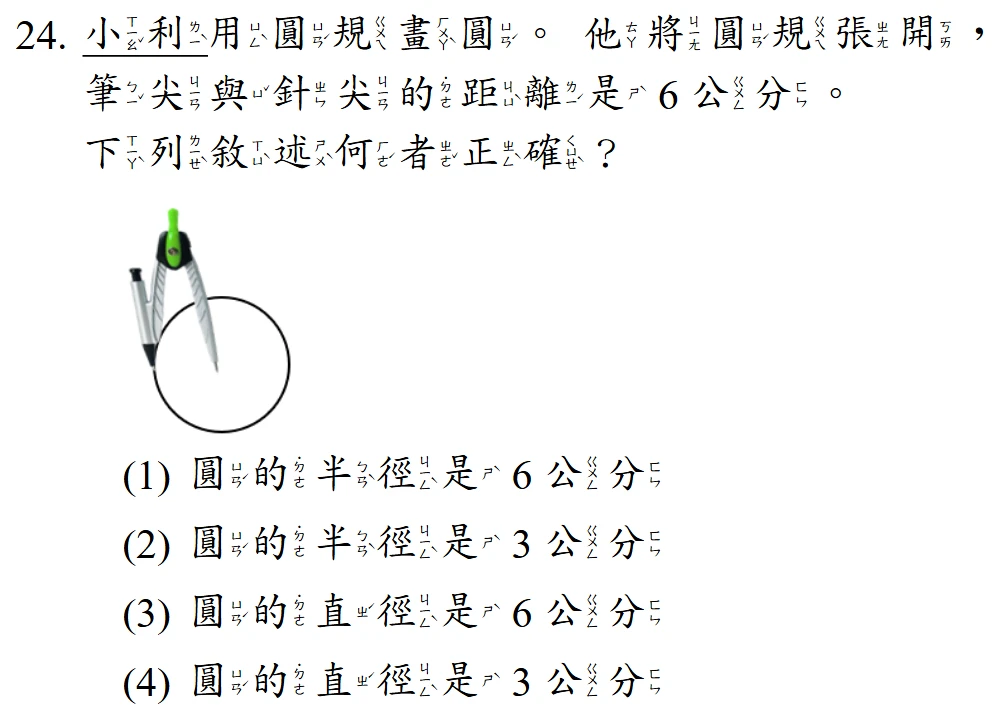 24. 小利用圓規畫圓。 他將圓規張開，
筆尖與針尖的距離是 6 公分。
下列敘述何者正確？
(1) 圓的半徑是 6 公分
(2) 圓的半徑是 3 公分
(3) 圓的直徑是 6 公分
(4) 圓的直徑是 3 公分